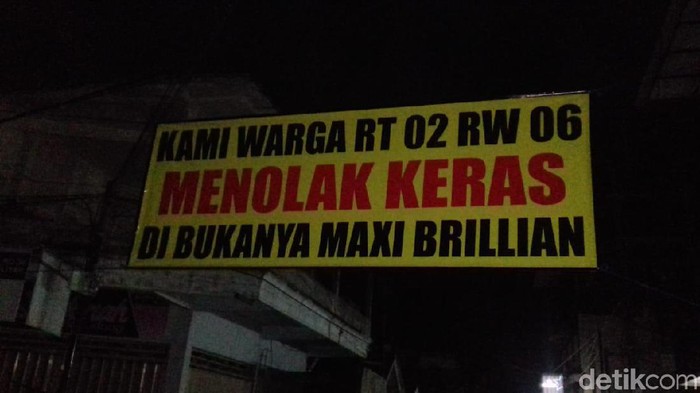 KAMI WARGA RT 02 RW 06
MENOLAK KERAS
DI BUKANYA MAXI BRILLIAN
detikcom